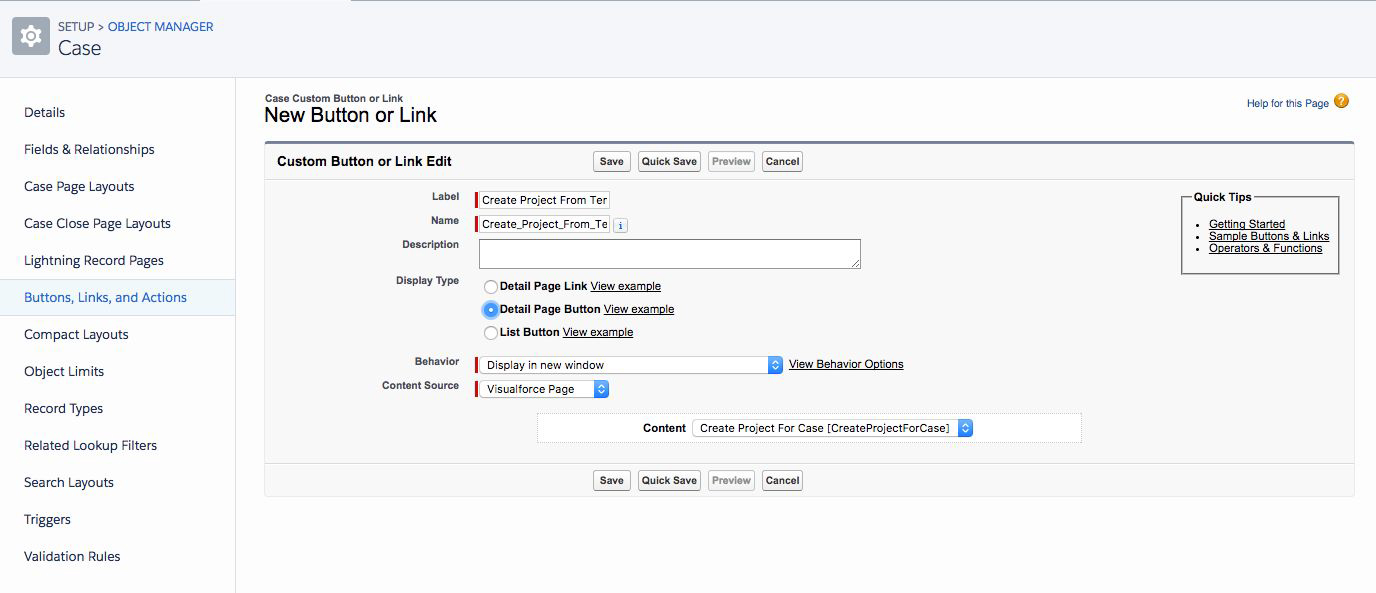 SETUP > OBJECT MANAGER
Case
Details
Fields & Relationships
Case Page Layouts
Case Close Page Layouts
Lightning Record Pages
Buttons, Links, and Actions
Compact Layouts
Object Limits
Record Types
Related Lookup Filters
Search Layouts
Triggers
Validation Rules
Case Custom Button or Link
New Button or Link
Help for this Page ?
Custom Button or Link Edit Save Quick Save Preview Cancel
Label Create Project From Ter
Name Create_Project_From_Te i
Description
Display Type
Detail Page Link View example
Detail Page Button View example
List Button View example
Behavior Display in new window View Behavior Options
Content Source Visualforce Page
Content Create Project For Case [CreateProjectForCase]
Quick Tips
Getting Started
Sample Buttons & Links
Operators & Functions
Save Quick Save Preview Cancel